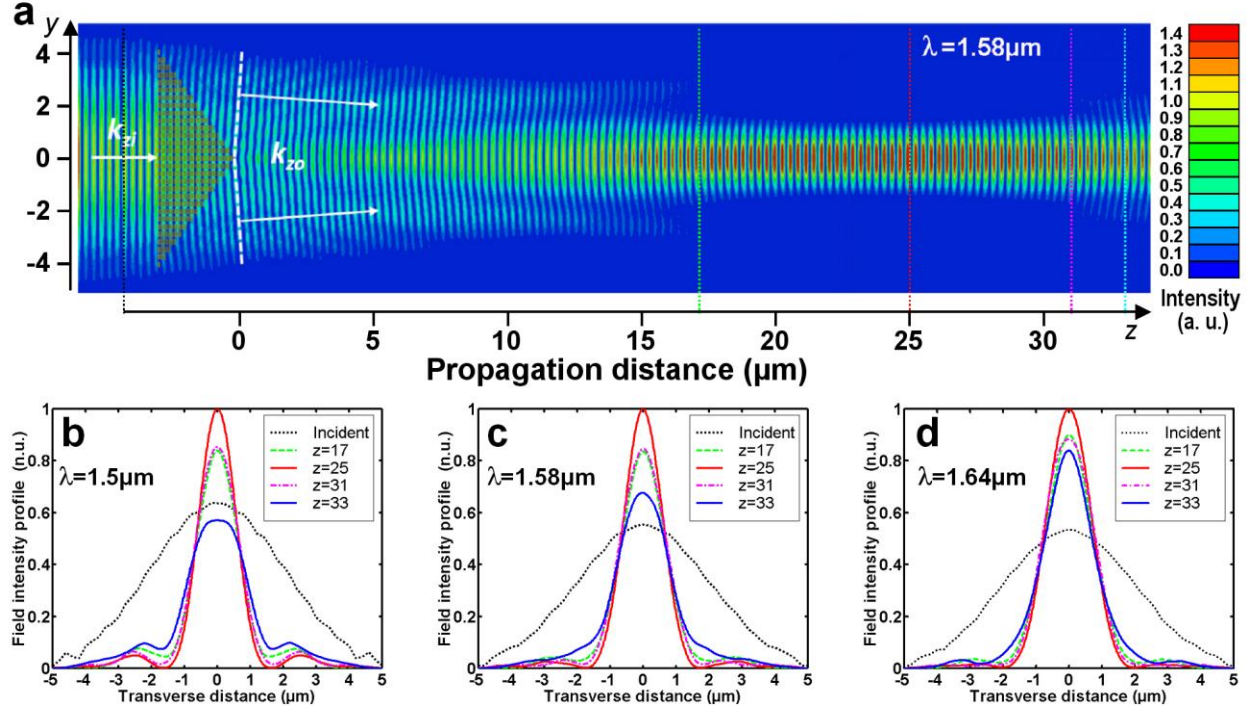 a
y
λ=1.58µm
4
2
0
-2
-4
k_zi
k_zo
1.4
1.3
1.2
1.1
1.0
0.9
0.8
0.7
0.6
0.5
0.4
0.3
0.2
0.1
0.0
Intensity
(a. u.)
0 5 10 15 20 25 30 z
Propagation distance (µm)
b
λ=1.5µm
Incident
z=17
z=25
z=31
z=33
Field intensity profile (n.u.)
1
0.8
0.6
0.4
0.2
0
-5 -4 -3 -2 -1 0 1 2 3 4 5
Transverse distance (µm)
c
λ=1.58µm
Incident
z=17
z=25
z=31
z=33
Field intensity profile (n.u.)
1
0.8
0.6
0.4
0.2
0
-5 -4 -3 -2 -1 0 1 2 3 4 5
Transverse distance (µm)
d
λ=1.64µm
Incident
z=17
z=25
z=31
z=33
Field intensity profile (n.u.)
1
0.8
0.6
0.4
0.2
0
-5 -4 -3 -2 -1 0 1 2 3 4 5
Transverse distance (µm)